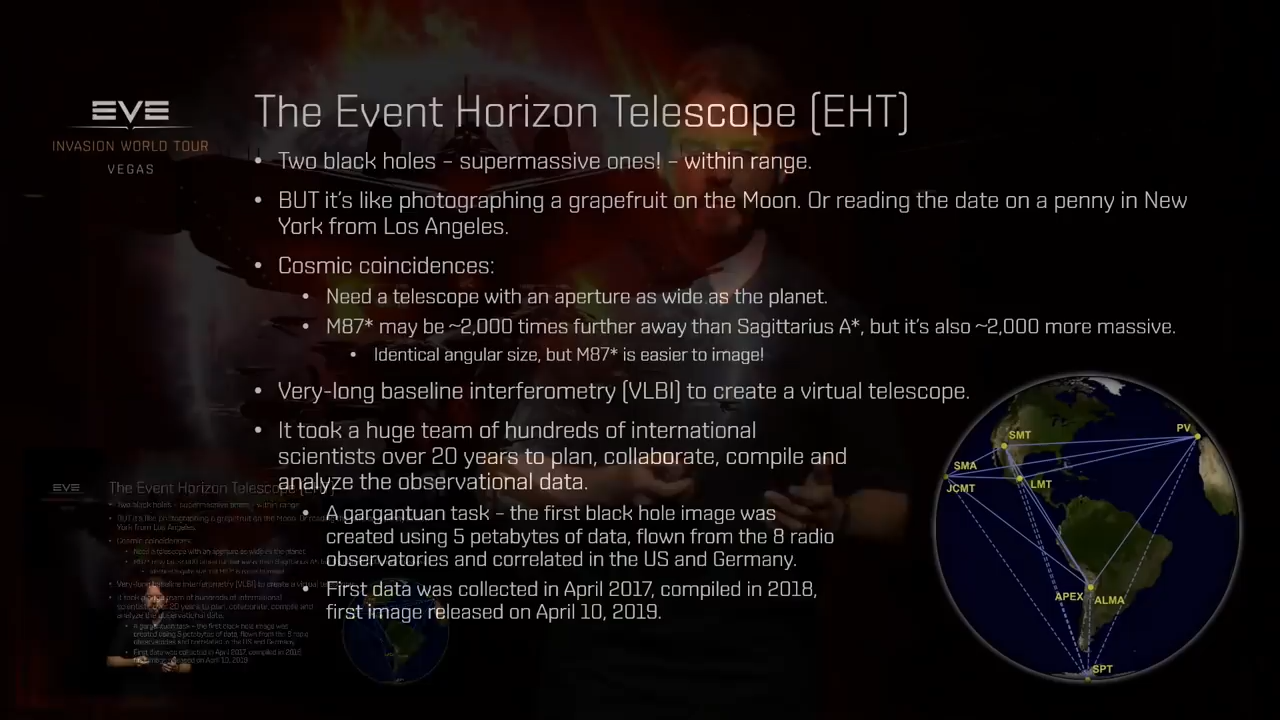 EVE
INVASION WORLD TOUR
VEGAS
The Event Horizon Telescope (EHT)
• Two black holes – supermassive ones! – within range.
• BUT it's like photographing a grapefruit on the Moon. Or reading the date on a penny in New
York from Los Angeles.
• Cosmic coincidences:
• Need a telescope with an aperture as wide as the planet.
• M87* may be ~2,000 times further away than Sagittarius A*, but it's also ~2,000 more massive.
• Identical angular size, but M87* is easier to image!
• Very-long baseline interferometry (VLBI) to create a virtual telescope.
• It took a huge team of hundreds of international
scientists over 20 years to plan, collaborate, compile and
analyze the observational data.
• A gargantuan task – the first black hole image was
created using 5 petabytes of data, flown from the 8 radio
observatories and correlated in the US and Germany.
• First data was collected in April 2017, compiled in 2018,
first image released on April 10, 2019.
SMT
PV
SMA
JCMT
LMT
APEX
ALMA
SPT
EVE
The Event Horizon Telescope